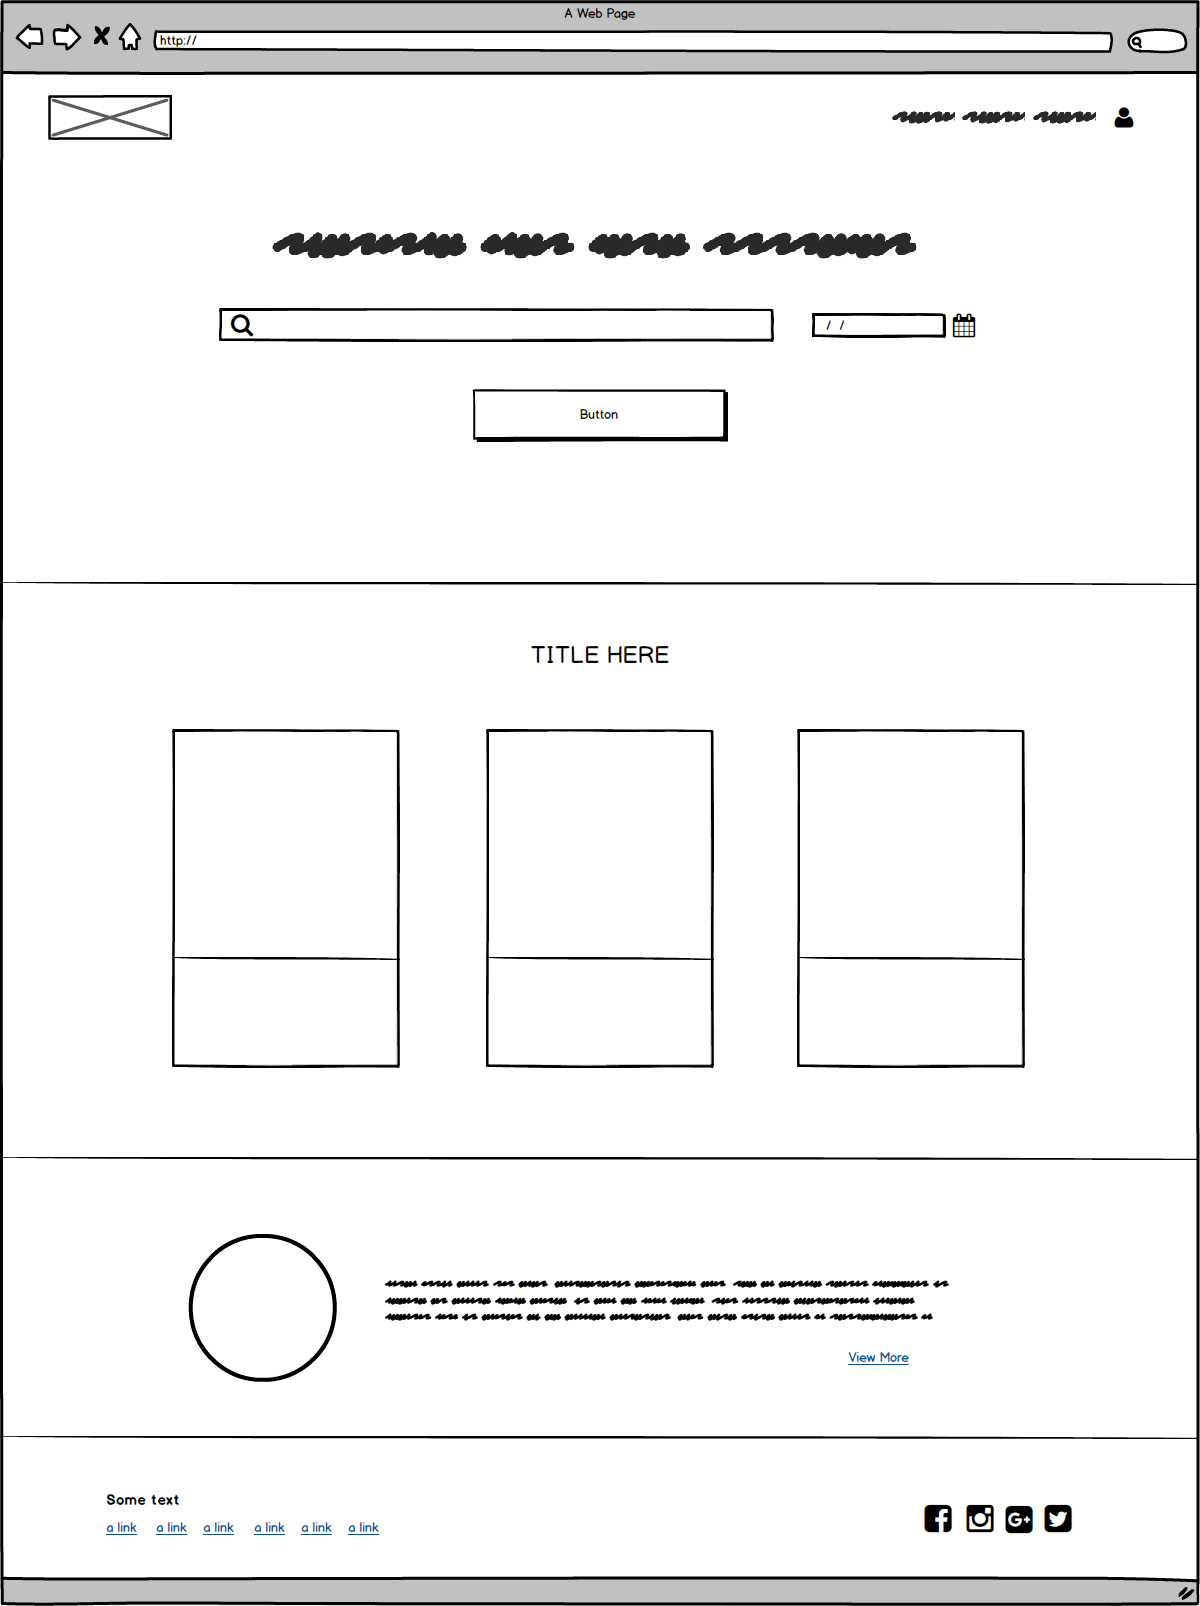 A Web Page
http://
/ /
Button
TITLE HERE
View More
Some text
a link a link a link a link a link a link